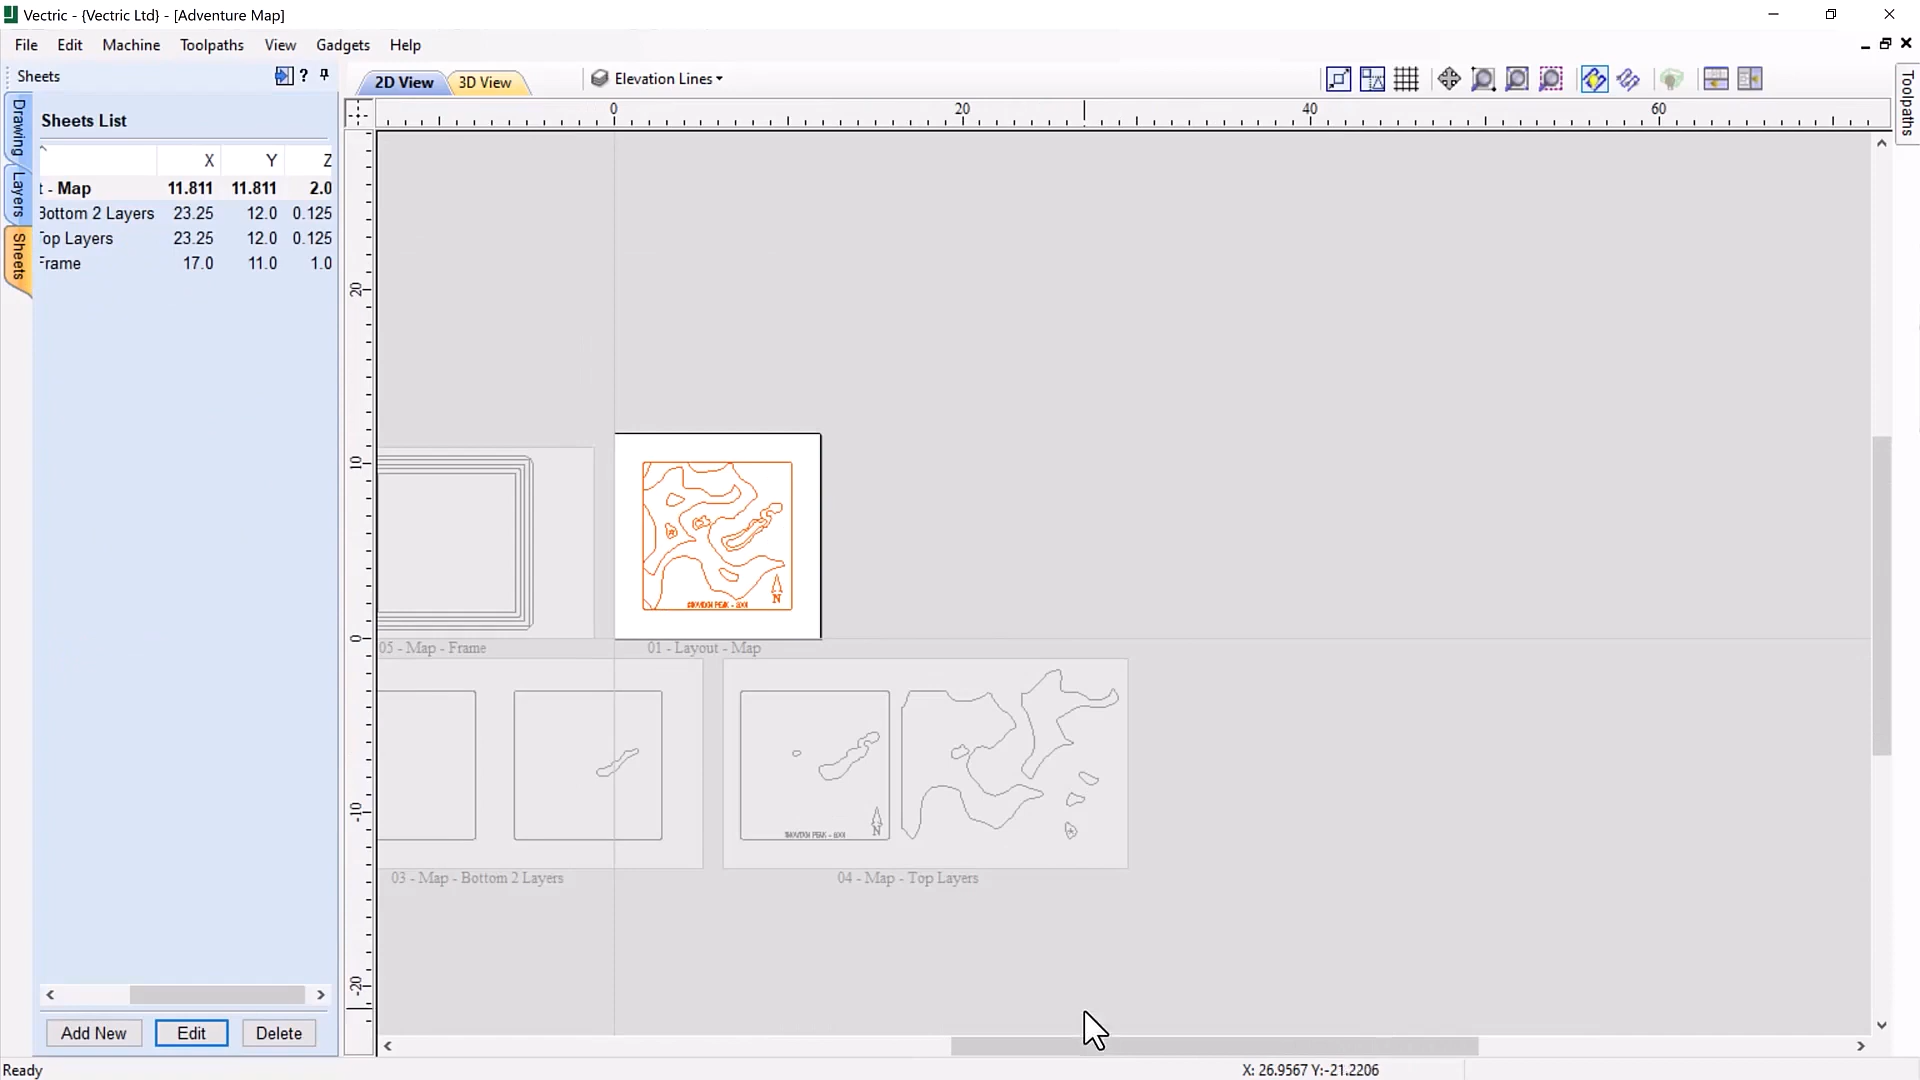 Vectric - {Vectric Ltd} - [Adventure Map]
File Edit Machine Toolpaths View Gadgets Help
Sheets
?
2D View
3D View
Elevation Lines
Toolpaths
Drawing
Layers
Sheets
Sheets List
X Y Z
t - Map 11.811 11.811 2.0
Bottom 2 Layers 23.25 12.0 0.125
Top Layers 23.25 12.0 0.125
Frame 17.0 11.0 1.0
0 20 40 60
20
10
0
-10
-20
N
05 - Map - Frame
01 - Layout - Map
N
03 - Map - Bottom 2 Layers
04 - Map - Top Layers
Add New
Edit
Delete
Ready
X: 26.9567 Y:-21.2206